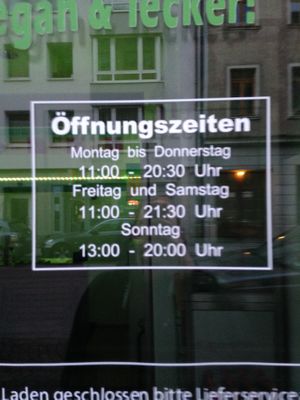 egan & lecker!
Öffnungszeiten
Montag bis Donnerstag
11:00 - 20:30 Uhr
Freitag und Samstag
11:00 - 21:30 Uhr
Sonntag
13:00 - 20:00 Uhr
Laden geschlossen bitte Lieferservice